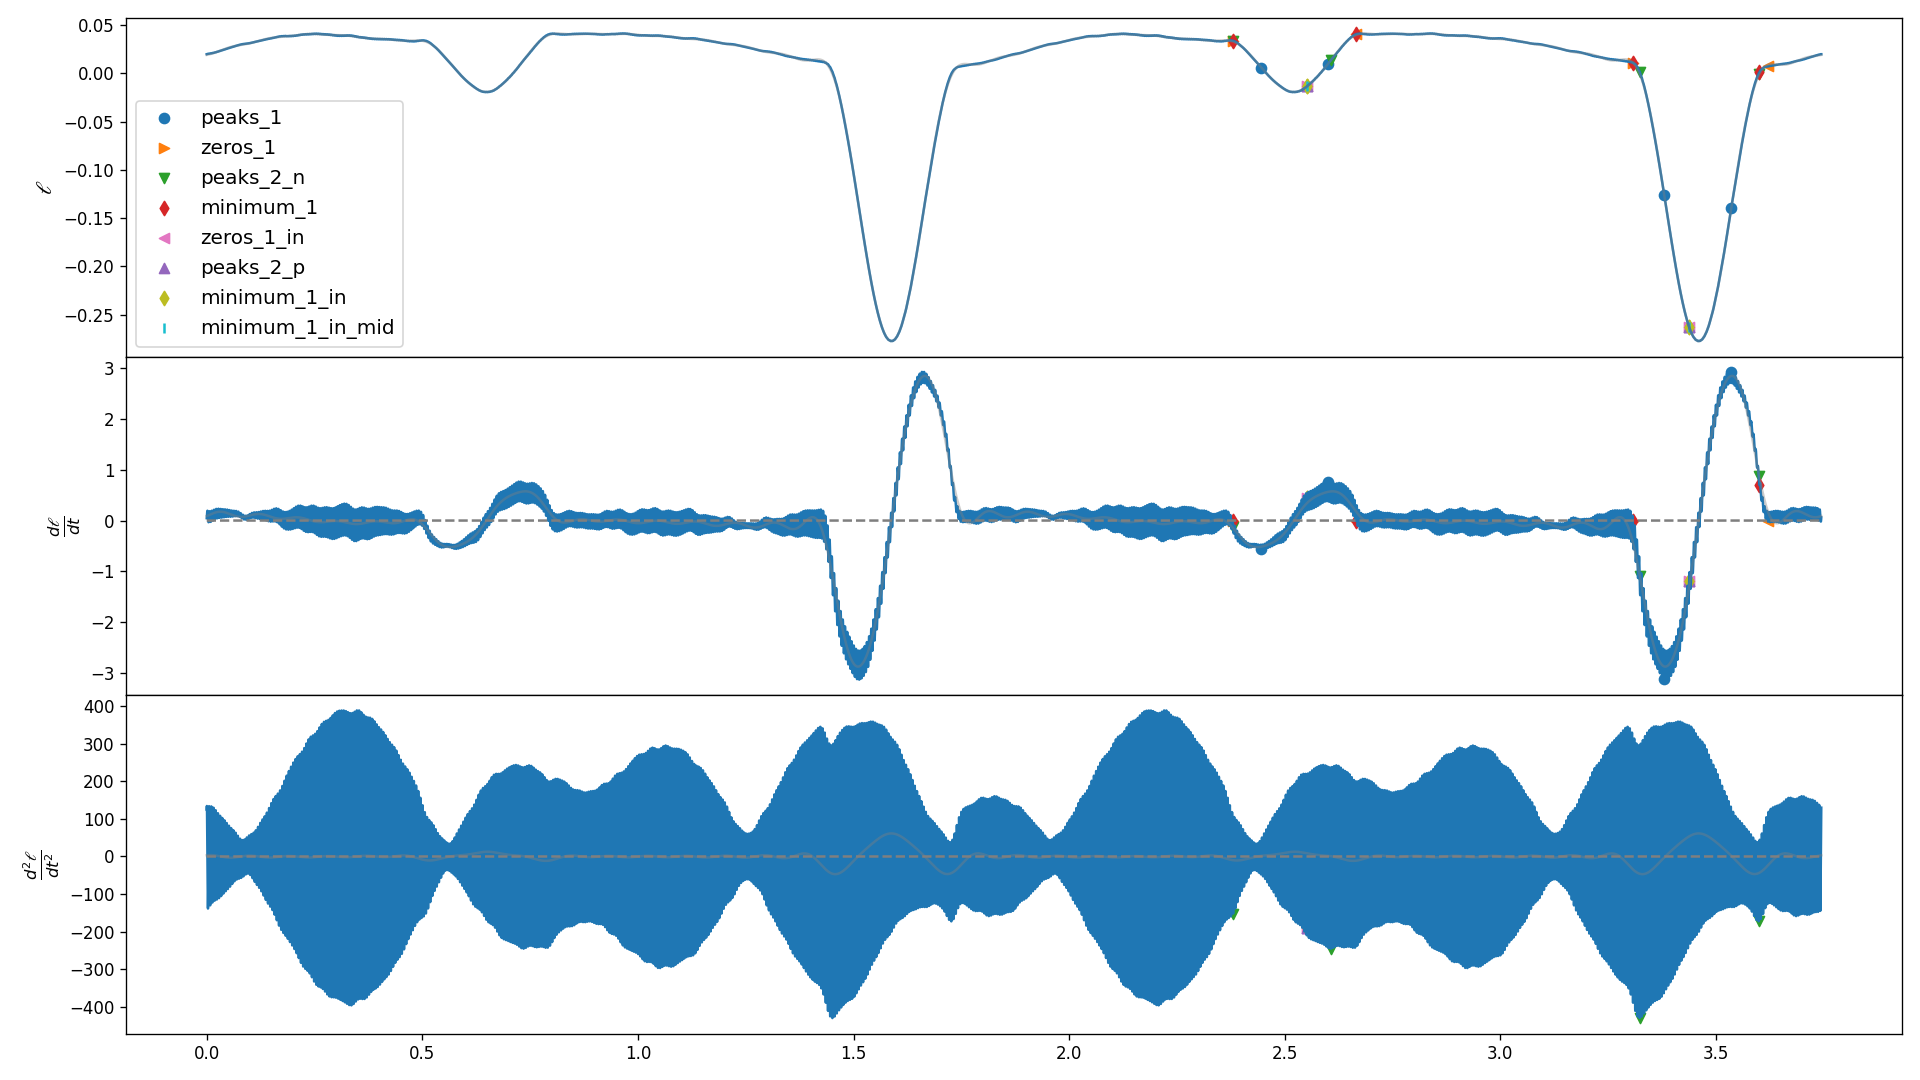 0.05
0.00
−0.05
−0.10
−0.15
−0.20
−0.25
ℓ
peaks_1
zeros_1
peaks_2_n
minimum_1
zeros_1_in
peaks_2_p
minimum_1_in
minimum_1_in_mid
3
2
1
0
−1
−2
−3
dℓ
dt
400
300
200
100
0
−100
−200
−300
−400
d²ℓ
dt²
0.0 0.5 1.0 1.5 2.0 2.5 3.0 3.5